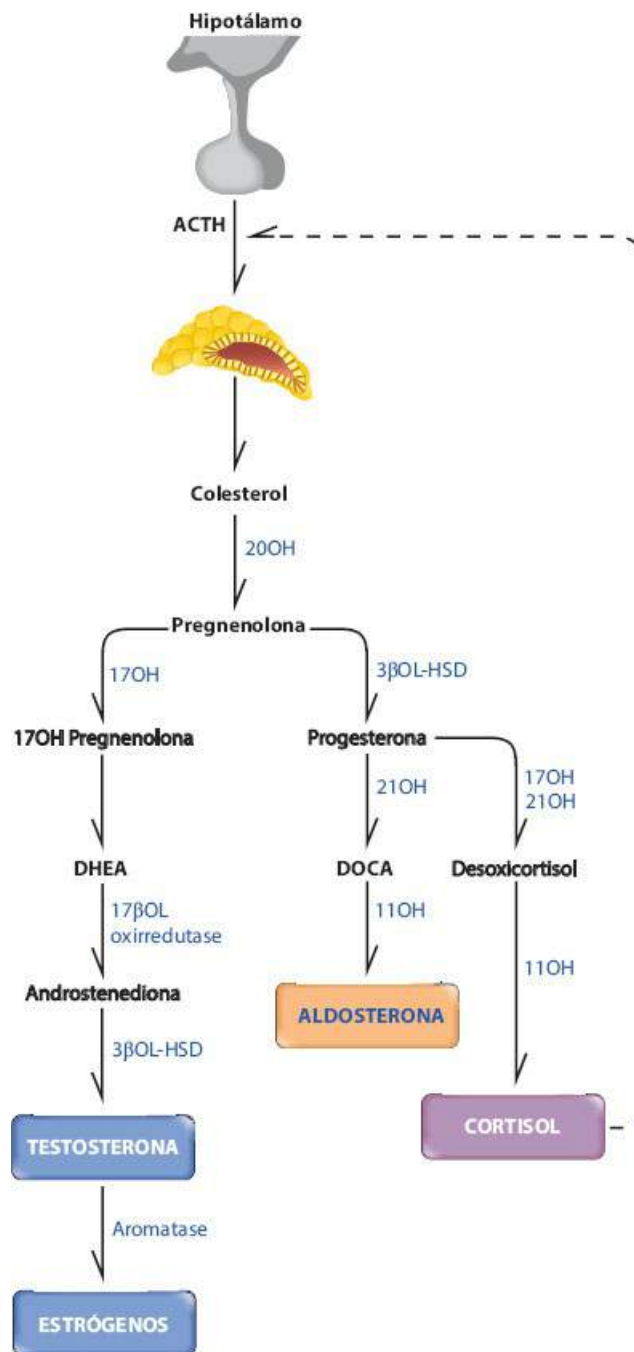 Hipotálamo
ACTH
Colesterol
20OH
Pregnenolona
17OH
3βOL-HSD
17OH Pregnenolona
Progesterona
21OH
17OH
21OH
DHEA
DOCA
Desoxicortisol
17βOL
oxirredutase
11OH
11OH
Androstenediona
ALDOSTERONA
3βOL-HSD
TESTOSTERONA
CORTISOL
Aromatase
ESTRÓGENOS